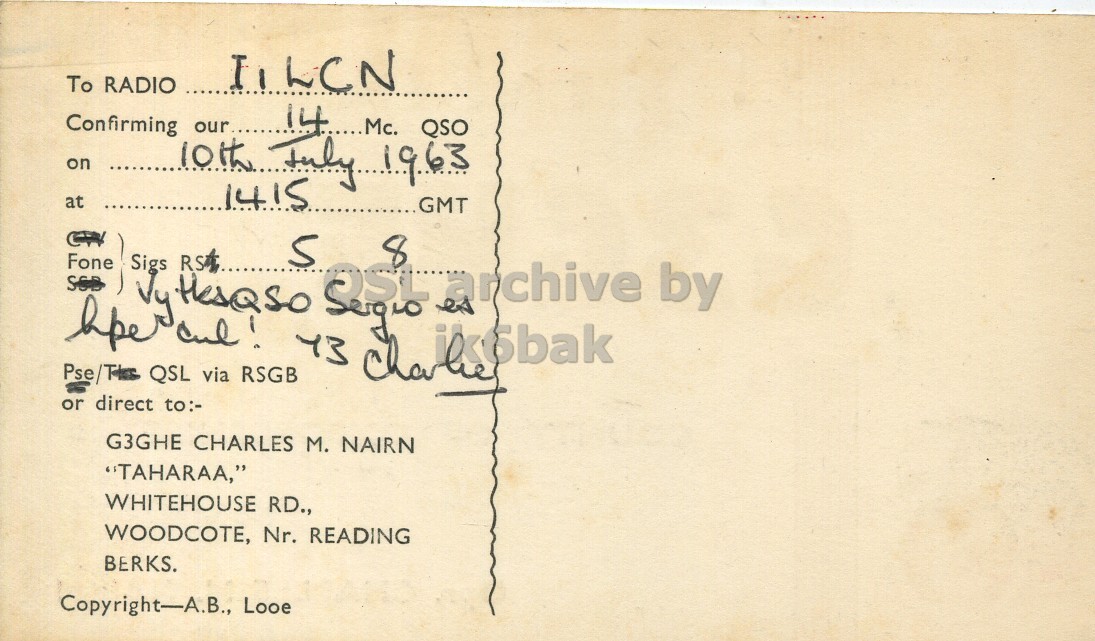 To RADIO I1LCN
Confirming our 14 Mc. QSO
on 10th July 1963
at 1415 GMT
CW
Fone Sigs RST 5 8
SSB
Vy tks QSO Sergio es
hpe cul! 73 Charlie
Pse/Tks QSL via RSGB
or direct to:-
G3GHE CHARLES M. NAIRN
"TAHARAA,"
WHITEHOUSE RD.,
WOODCOTE, Nr. READING
BERKS.
Copyright—A.B., Looe
QSL archive by
ik6bak